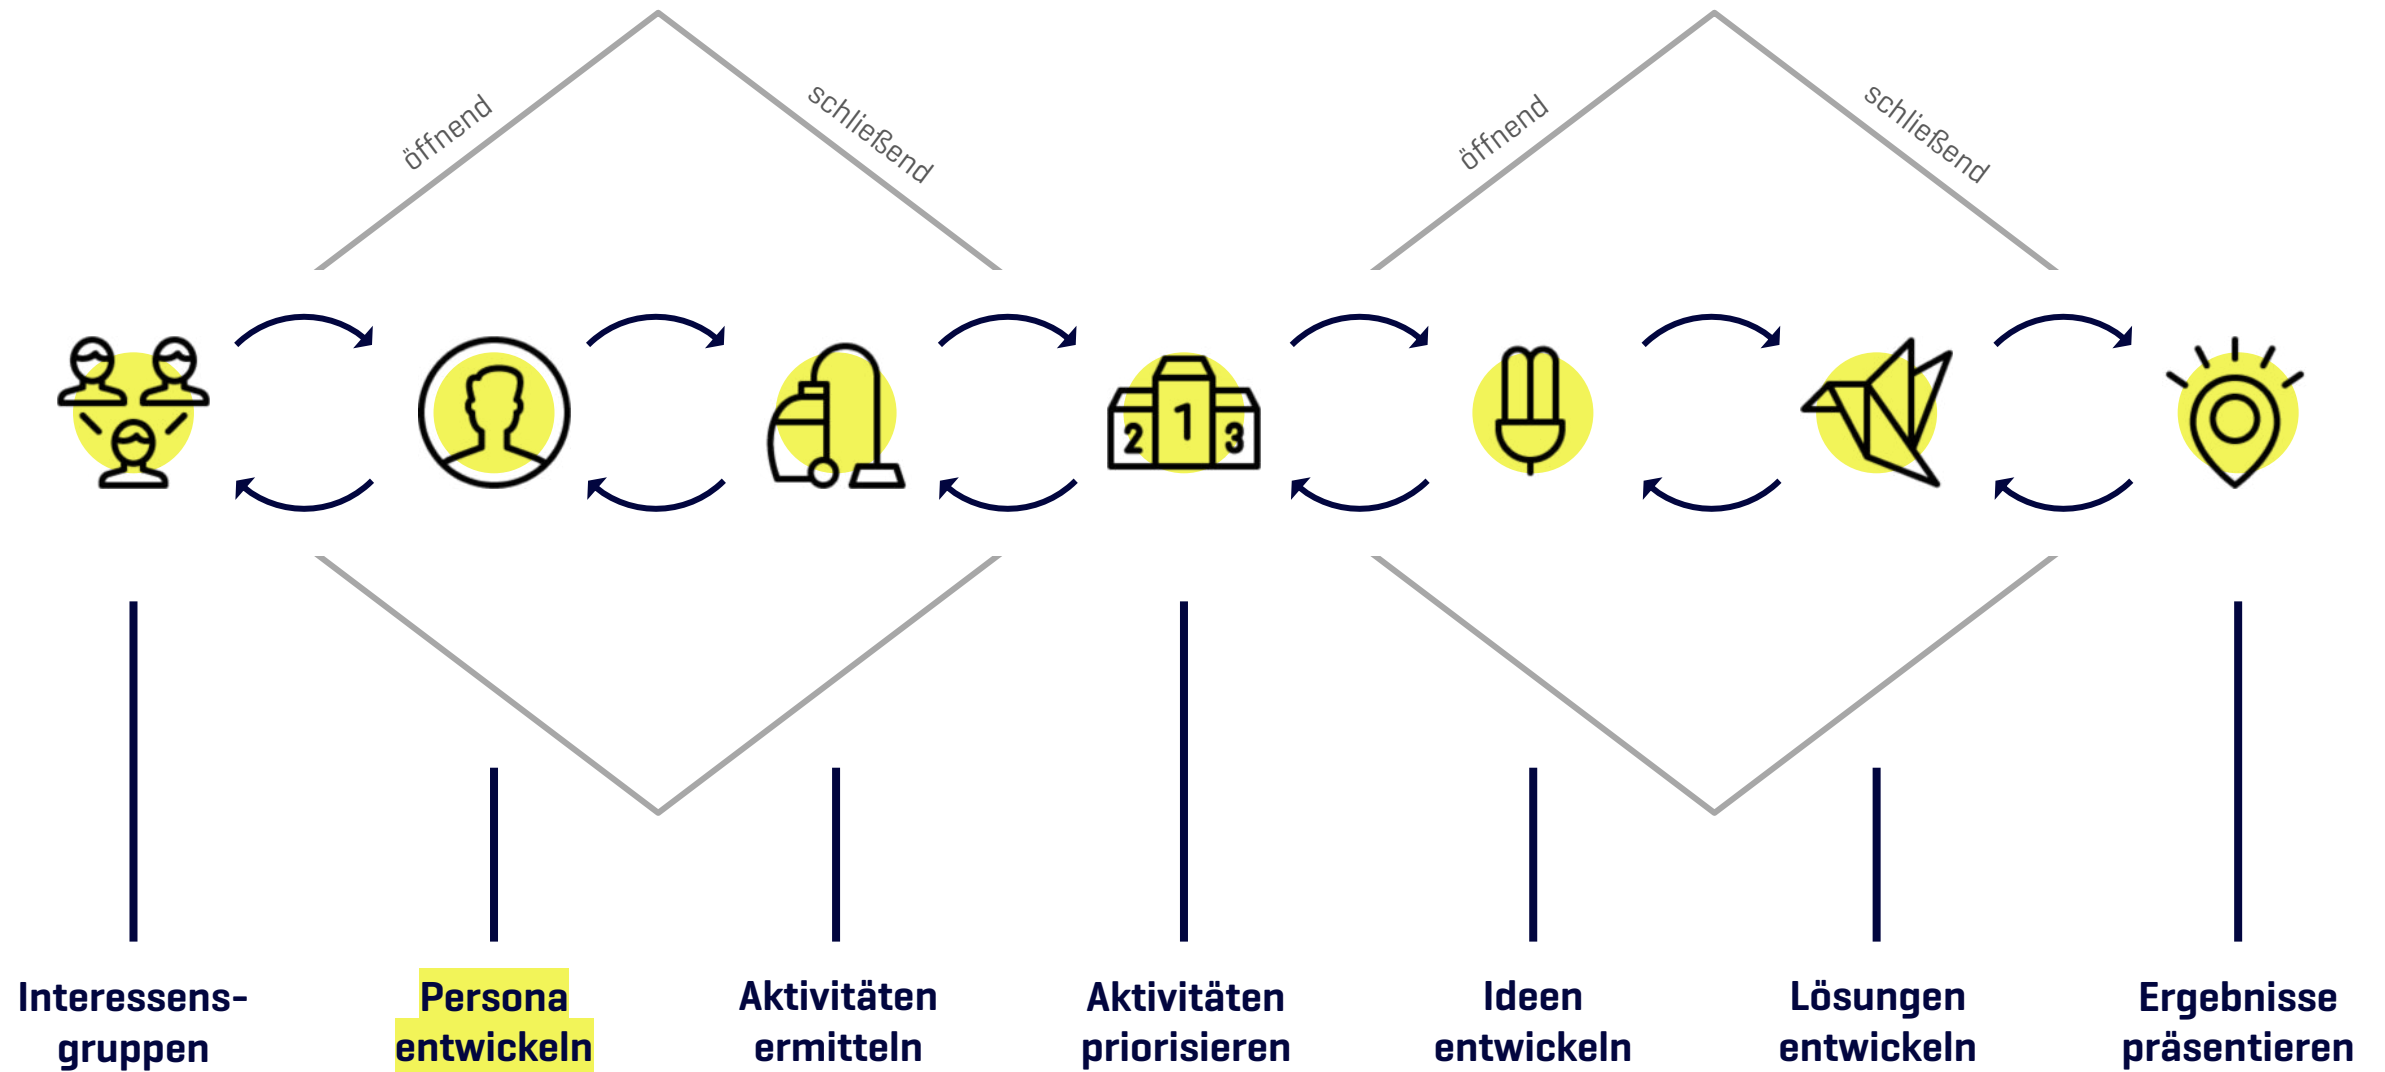 öffnend
schließend
öffnend
schließend
2
1
3
Interessens-
gruppen
Persona
entwickeln
Aktivitäten
ermitteln
Aktivitäten
priorisieren
Ideen
entwickeln
Lösungen
entwickeln
Ergebnisse
präsentieren